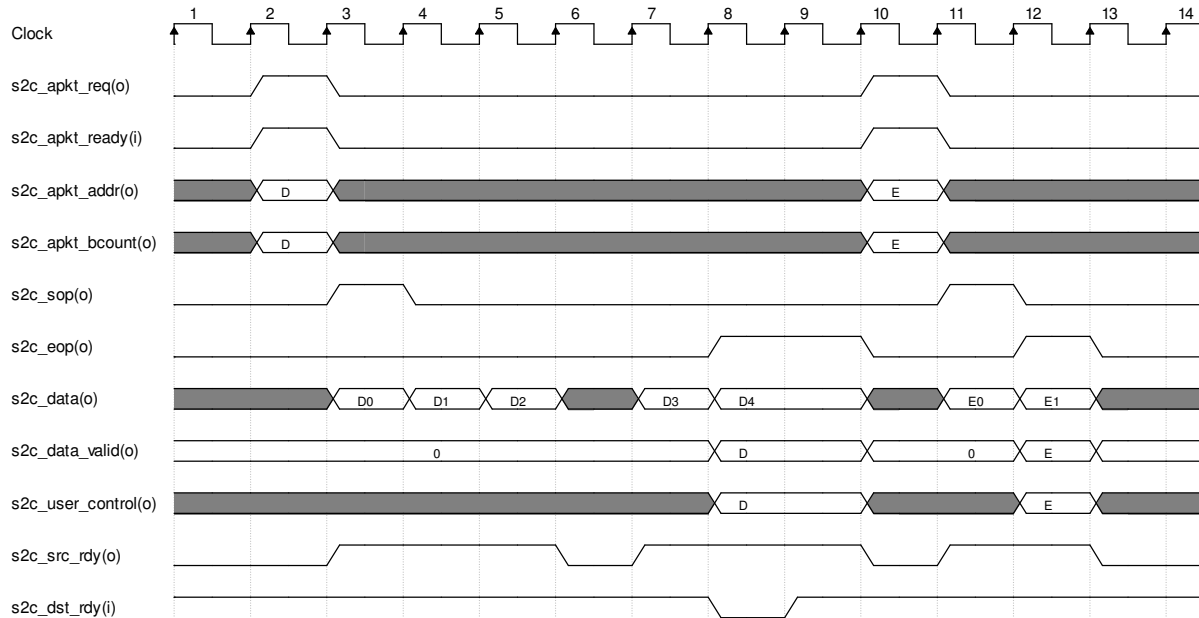 1 2 3 4 5 6 7 8 9 10 11 12 13 14
Clock
s2c_apkt_req(o)
s2c_apkt_ready(i)
s2c_apkt_addr(o) D E
s2c_apkt_bcount(o) D E
s2c_sop(o)
s2c_eop(o)
s2c_data(o) D0 D1 D2 D3 D4 E0 E1
s2c_data_valid(o) 0 D 0 E
s2c_user_control(o) D E
s2c_src_rdy(o)
s2c_dst_rdy(i)